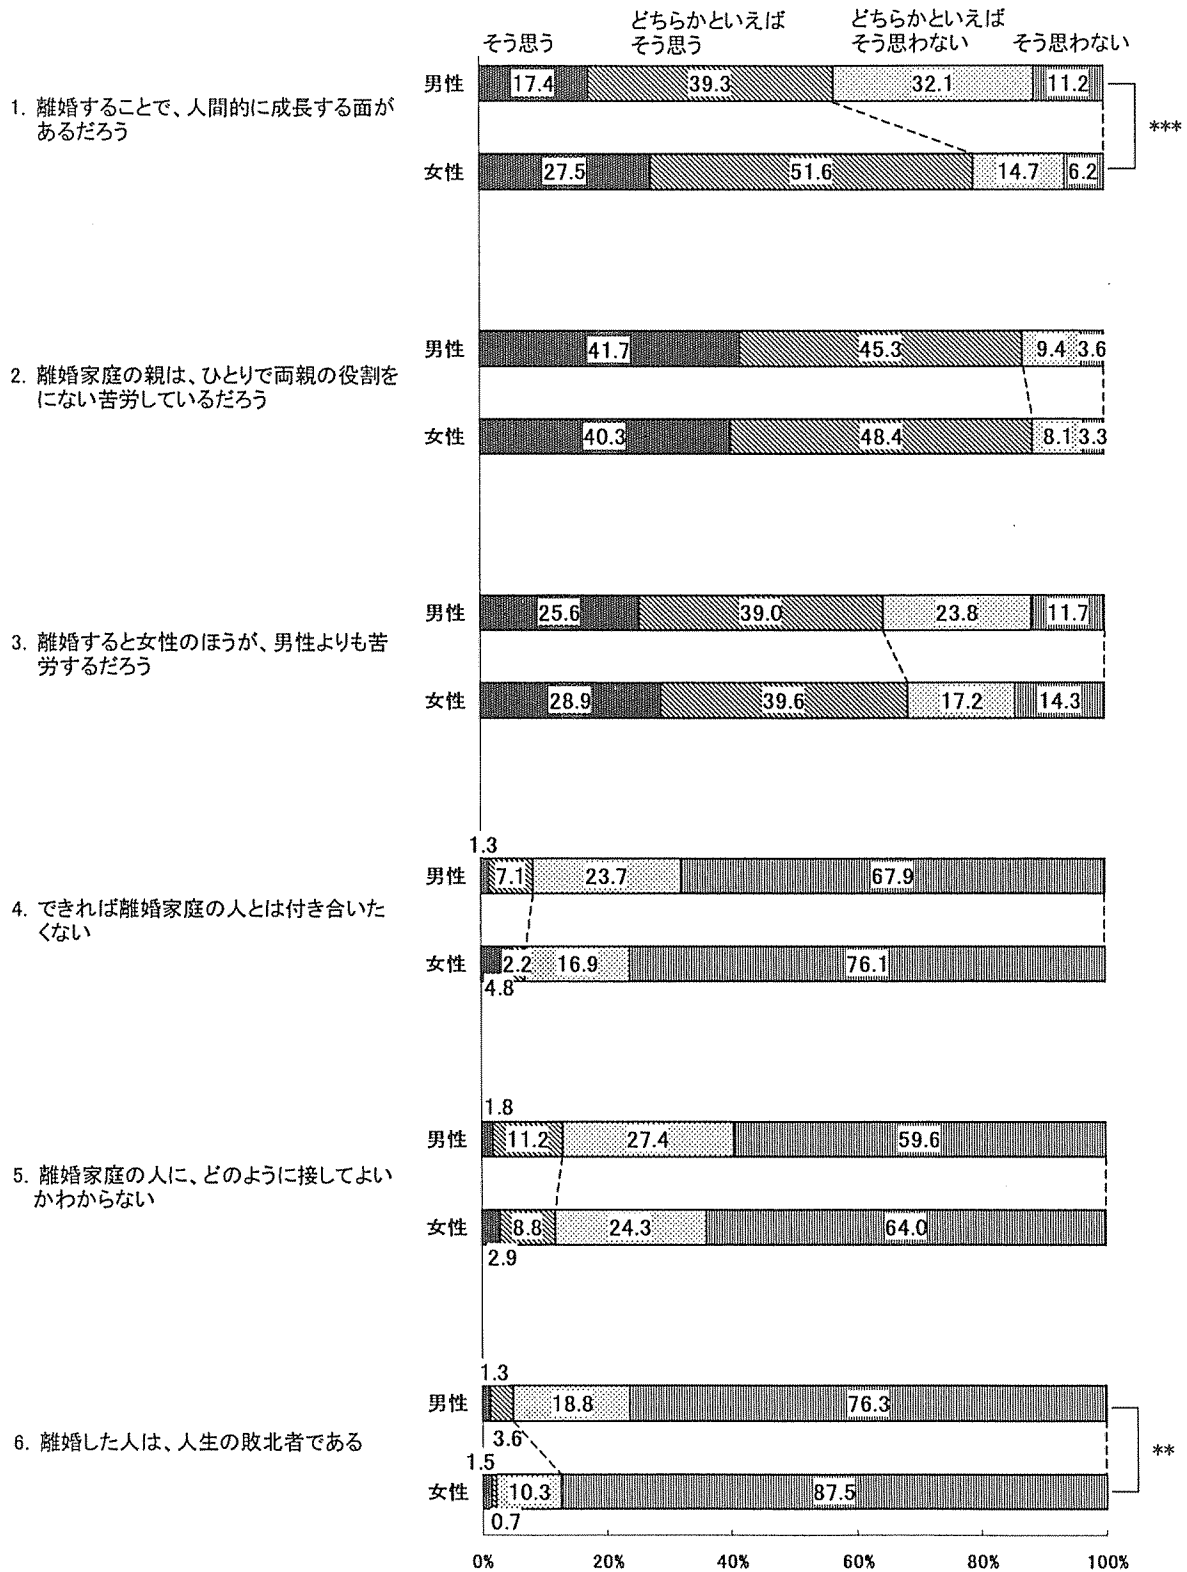 そう思う
どちらかといえば
そう思う
どちらかといえば
そう思わない
そう思わない
1. 離婚することで、人間的に成長する面が
あるだろう
男性 17.4 39.3 32.1 11.2
女性 27.5 51.6 14.7 6.2
***
2. 離婚家庭の親は、ひとりで両親の役割を
にない苦労しているだろう
男性 41.7 45.3 9.4 3.6
女性 40.3 48.4 8.1 3.3
3. 離婚すると女性のほうが、男性よりも苦
労するだろう
男性 25.6 39.0 23.8 11.7
女性 28.9 39.6 17.2 14.3
4. できれば離婚家庭の人とは付き合いた
くない
1.3
男性 7.1 23.7 67.9
女性 2.2 16.9 76.1
4.8
5. 離婚家庭の人に、どのように接してよい
かわからない
1.8
男性 11.2 27.4 59.6
女性 8.8 24.3 64.0
2.9
6. 離婚した人は、人生の敗北者である
1.3
男性 18.8 76.3
3.6
1.5
女性 10.3 87.5
0.7
**
0% 20% 40% 60% 80% 100%